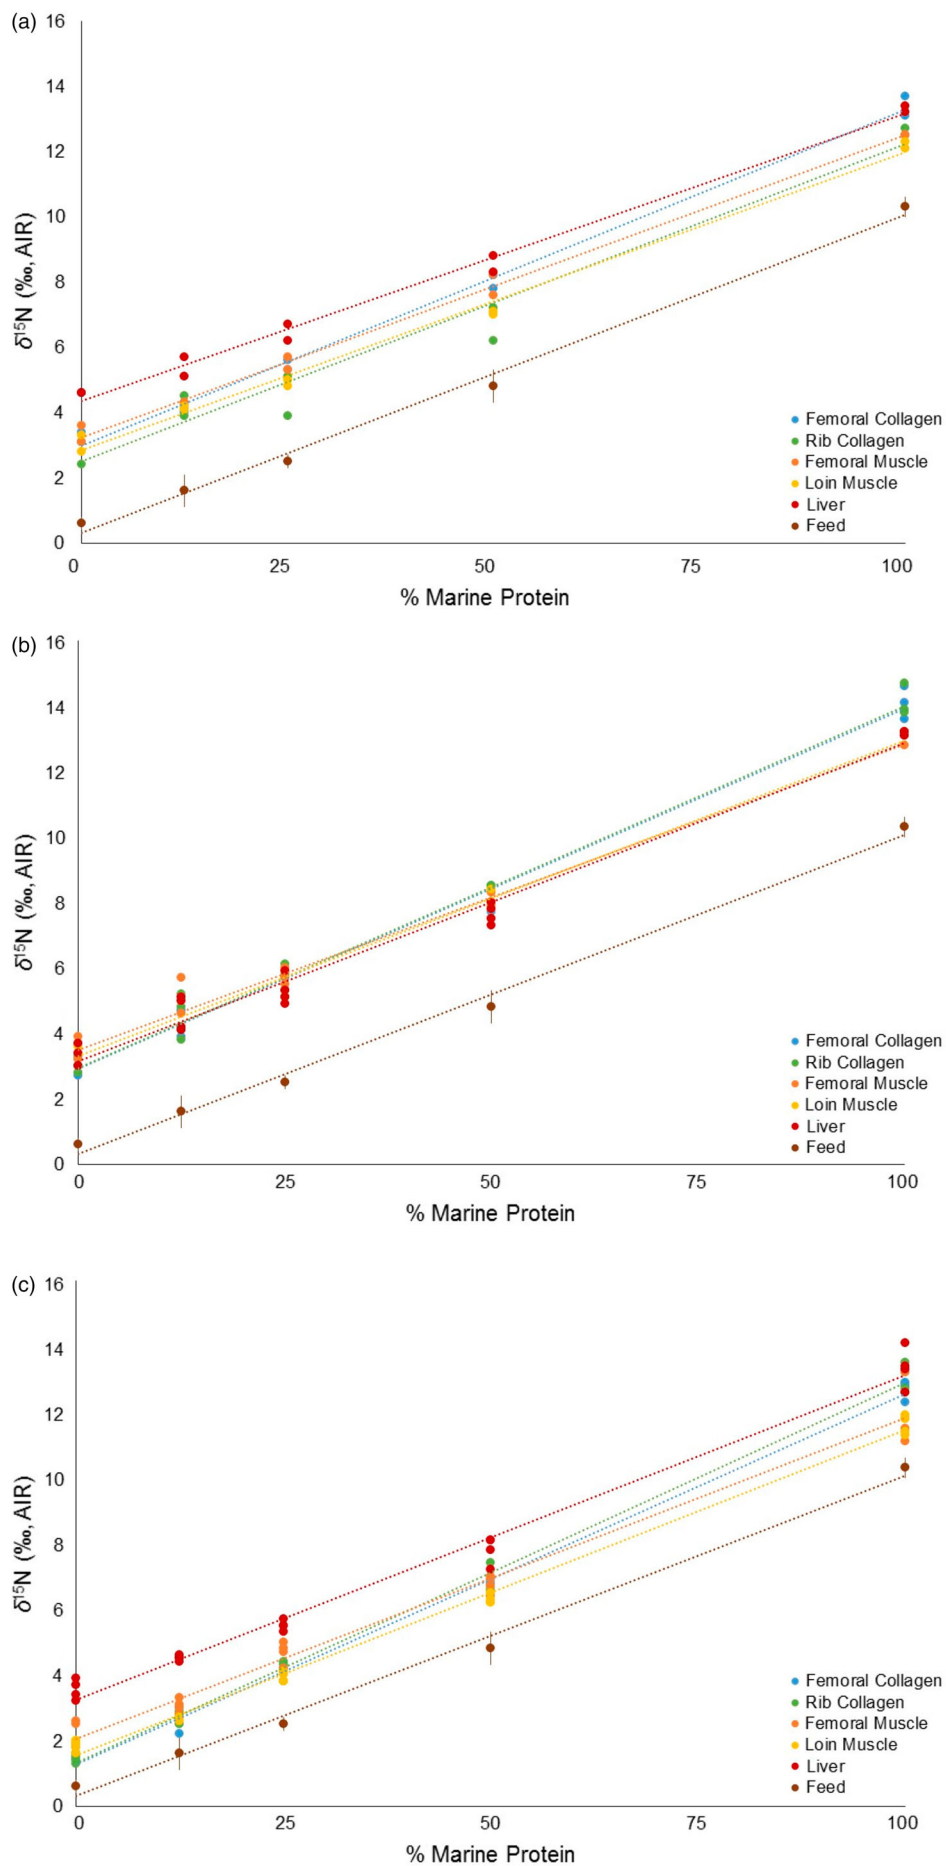 (a)
16
14
12
10
8
6
4
2
0
δ¹⁵N (‰, AIR)
0 25 50 75 100
% Marine Protein
Femoral Collagen
Rib Collagen
Femoral Muscle
Loin Muscle
Liver
Feed
(b)
16
14
12
10
8
6
4
2
0
δ¹⁵N (‰, AIR)
0 25 50 75 100
% Marine Protein
Femoral Collagen
Rib Collagen
Femoral Muscle
Loin Muscle
Liver
Feed
(c)
16
14
12
10
8
6
4
2
0
δ¹⁵N (‰, AIR)
0 25 50 75 100
% Marine Protein
Femoral Collagen
Rib Collagen
Femoral Muscle
Loin Muscle
Liver
Feed